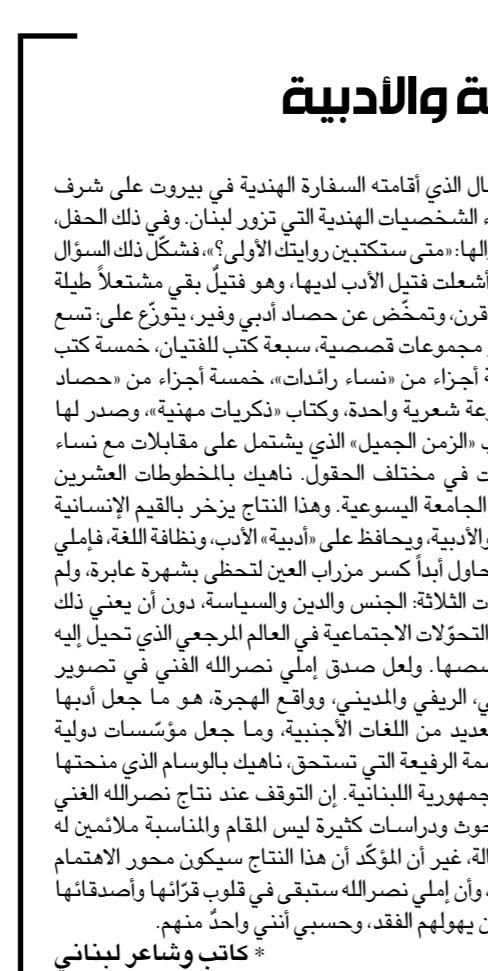 والأدبية
الذي أقامته السفارة الهندية في بيروت على شرف
الشخصيات الهندية التي تزور لبنان. وفي ذلك الحفل،
«متى ستكتبين روايتك الأولى؟»، فشكّل ذلك السؤال
أشعلت فتيل الأدب لديها، وهو فتيلٌ بقي مشتعلاً طيلة
قرن، وتمخّض عن حصاد أدبي وفير، يتوزّع على: تسع
مجموعات قصصية، سبعة كتب للفتيان، خمسة كتب
أجزاء من «نساء رائدات»، خمسة أجزاء من «حصاد
شعرية واحدة، وكتاب «ذكريات مهنية»، وصدر لها
«الزمن الجميل» الذي يشتمل على مقابلات مع نساء
في مختلف الحقول. ناهيك بالمخطوطات العشرين
الجامعة اليسوعية. وهذا النتاج يزخر بالقيم الإنسانية
والأدبية، ويحافظ على «أدبية» الأدب، ونظافة اللغة، فإملي
حاول أبداً كسر مزراب العين لتحظى بشهرة عابرة، ولم
الثلاثة: الجنس والدين والسياسة، دون أن يعني ذلك
التحوّلات الاجتماعية في العالم المرجعي الذي تحيل إليه
ولعل صدق إملي نصرالله الفني في تصوير
الريفي والمديني، وواقع الهجرة، هو ما جعل أدبها
من اللغات الأجنبية، وما جعل مؤسّسات دولية
الرفيعة التي تستحق، ناهيك بالوسام الذي منحتها
اللبنانية. إن التوقف عند نتاج نصرالله الغني
ودراسات كثيرة ليس المقام والمناسبة ملائمين له
غير أن المؤكّد أن هذا النتاج سيكون محور الاهتمام
وأن إملي نصرالله ستبقى في قلوب قرّائها وأصدقائها
يهولهم الفقد، وحسبي أنني واحدٌ منهم.
* كاتب وشاعر لبناني